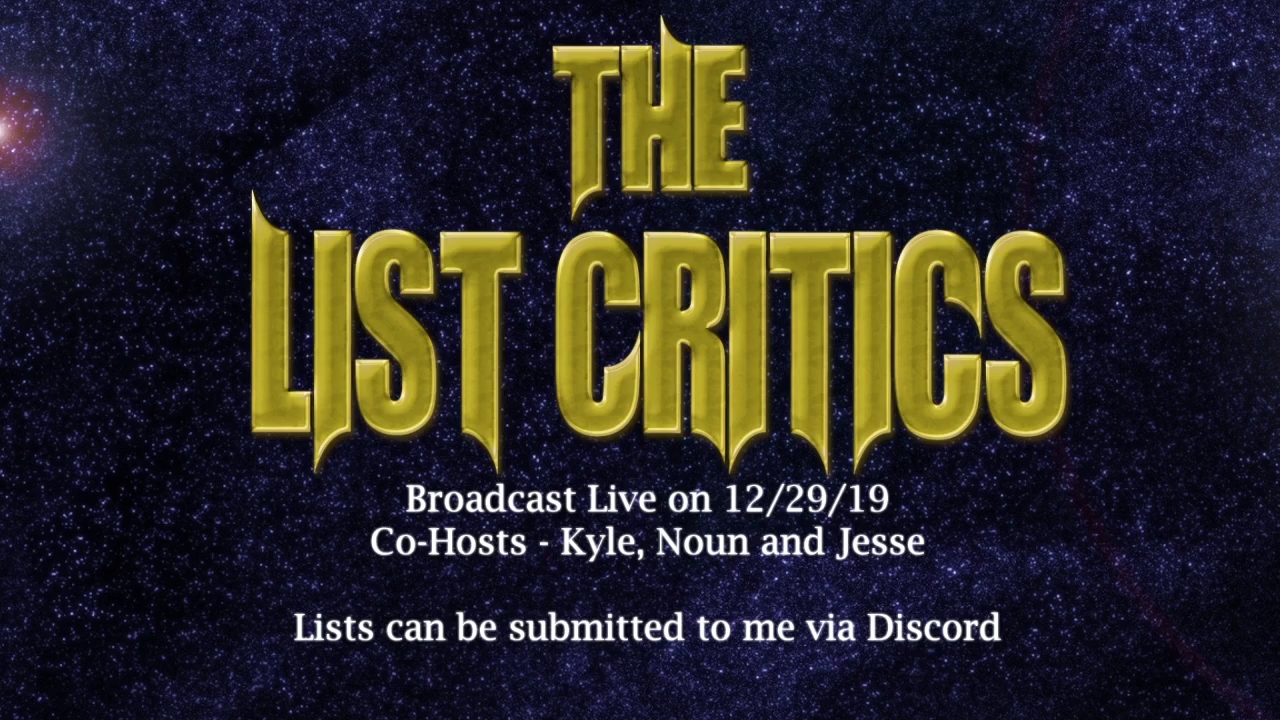 THE
LIST CRITICS
Broadcast Live on 12/29/19
Co-Hosts - Kyle, Noun and Jesse
Lists can be submitted to me via Discord